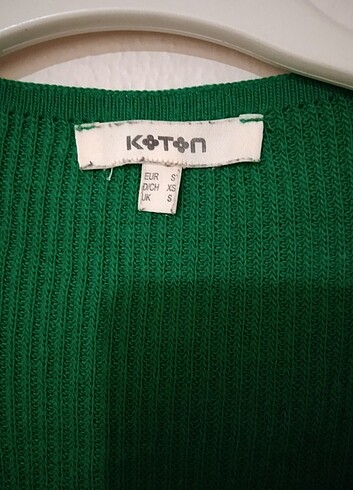 KOTON
EUR S
D/CH XS
UK S